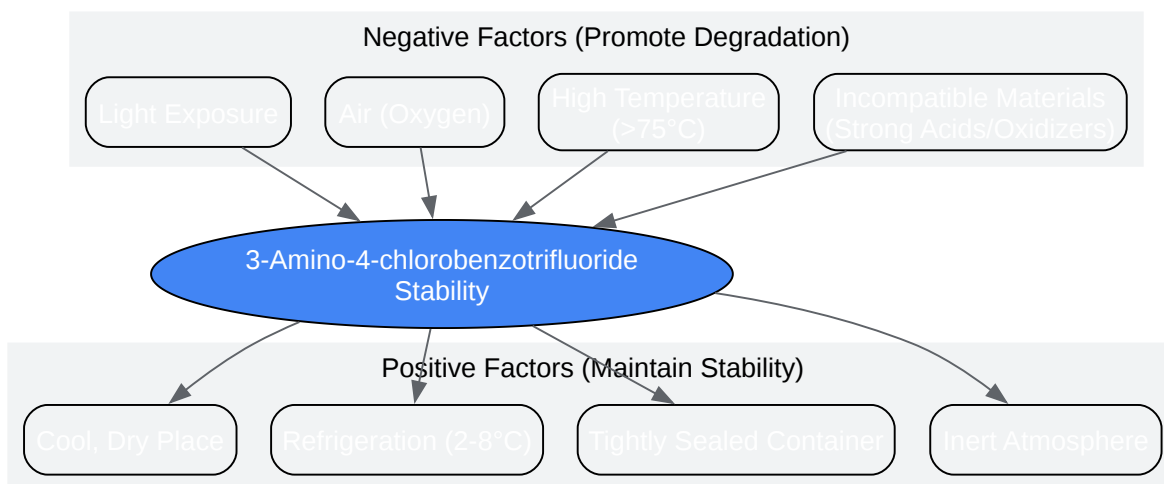 Negative Factors (Promote Degradation)
Light Exposure
Air (Oxygen)
High Temperature
(>75°C)
Incompatible Materials
(Strong Acids/Oxidizers)
3-Amino-4-chlorobenzotrifluoride
Stability
Positive Factors (Maintain Stability)
Cool, Dry Place
Refrigeration (2-8°C)
Tightly Sealed Container
Inert Atmosphere